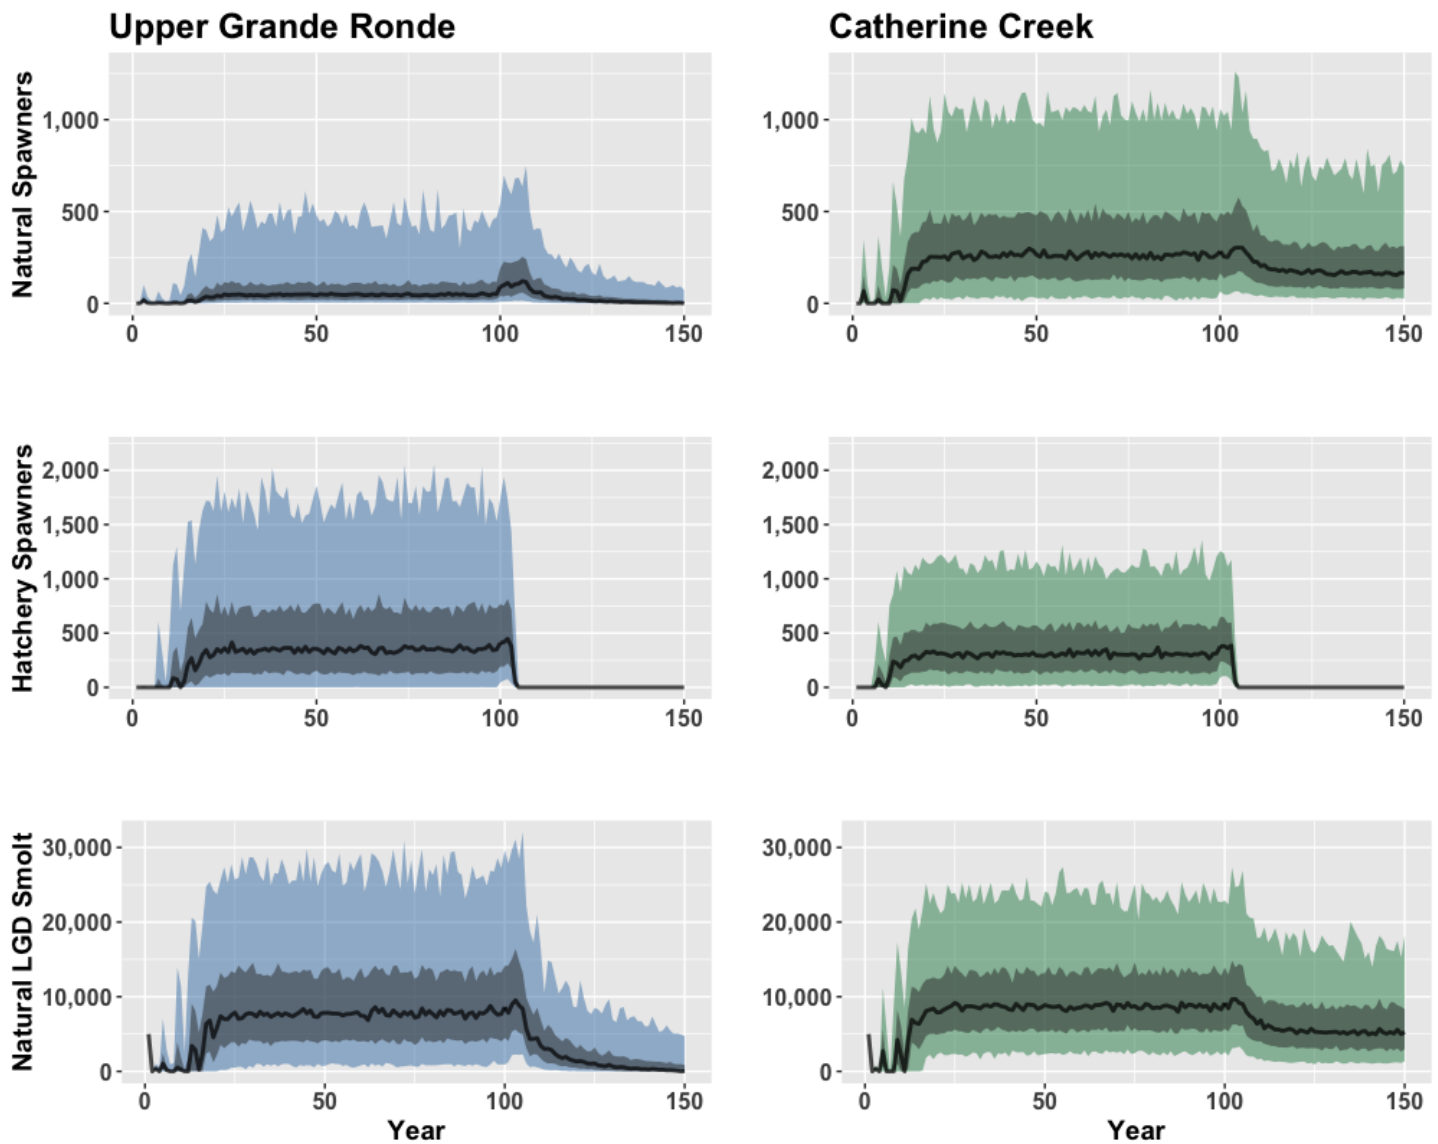 Upper Grande Ronde
Catherine Creek
Natural Spawners
1,000
500
0
0 50 100 150
1,000
500
0
0 50 100 150
Hatchery Spawners
2,000
1,500
1,000
500
0
0 50 100 150
2,000
1,500
1,000
500
0
0 50 100 150
Natural LGD Smolt
30,000
20,000
10,000
0
0 50 100 150
Year
30,000
20,000
10,000
0
0 50 100 150
Year